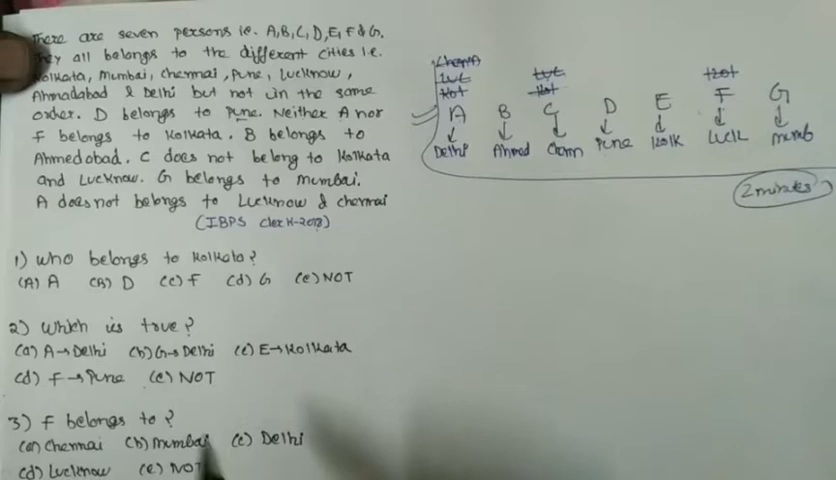 There are seven persons ie. A,B,C,D,E,F & G.
They all belongs to the different cities i.e.
Kolkata, Mumbai, Chennai, Pune, Lucknow,
Ahmadabad & Delhi but not in the same
order. D belongs to Pune. Neither A nor
F belongs to Kolkata. B belongs to
Ahmedabad. C does not belong to Kolkata
and Lucknow. G belongs to Mumbai.
A does not belongs to Lucknow & Chennai
(IBPS Clerk-2018)
1) Who belongs to Kolkata?
(A) A (B) D (c) F (d) G (e) NOT
2) Which is true?
(a) A→Delhi (b) G→Delhi (c) E→Kolkata
(d) F→Pune (e) NOT
3) F belongs to?
(a) Chennai (b) Mumbai (c) Delhi
(d) Lucknow (e) NOT
A B C D E F G
Delhi Ahmed Chenn Pune Kolk Luck Mumb
2 minutes